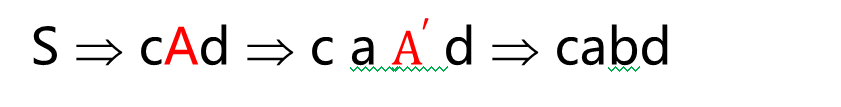 S ⇒ cAd ⇒ c a A′ d ⇒ cabd